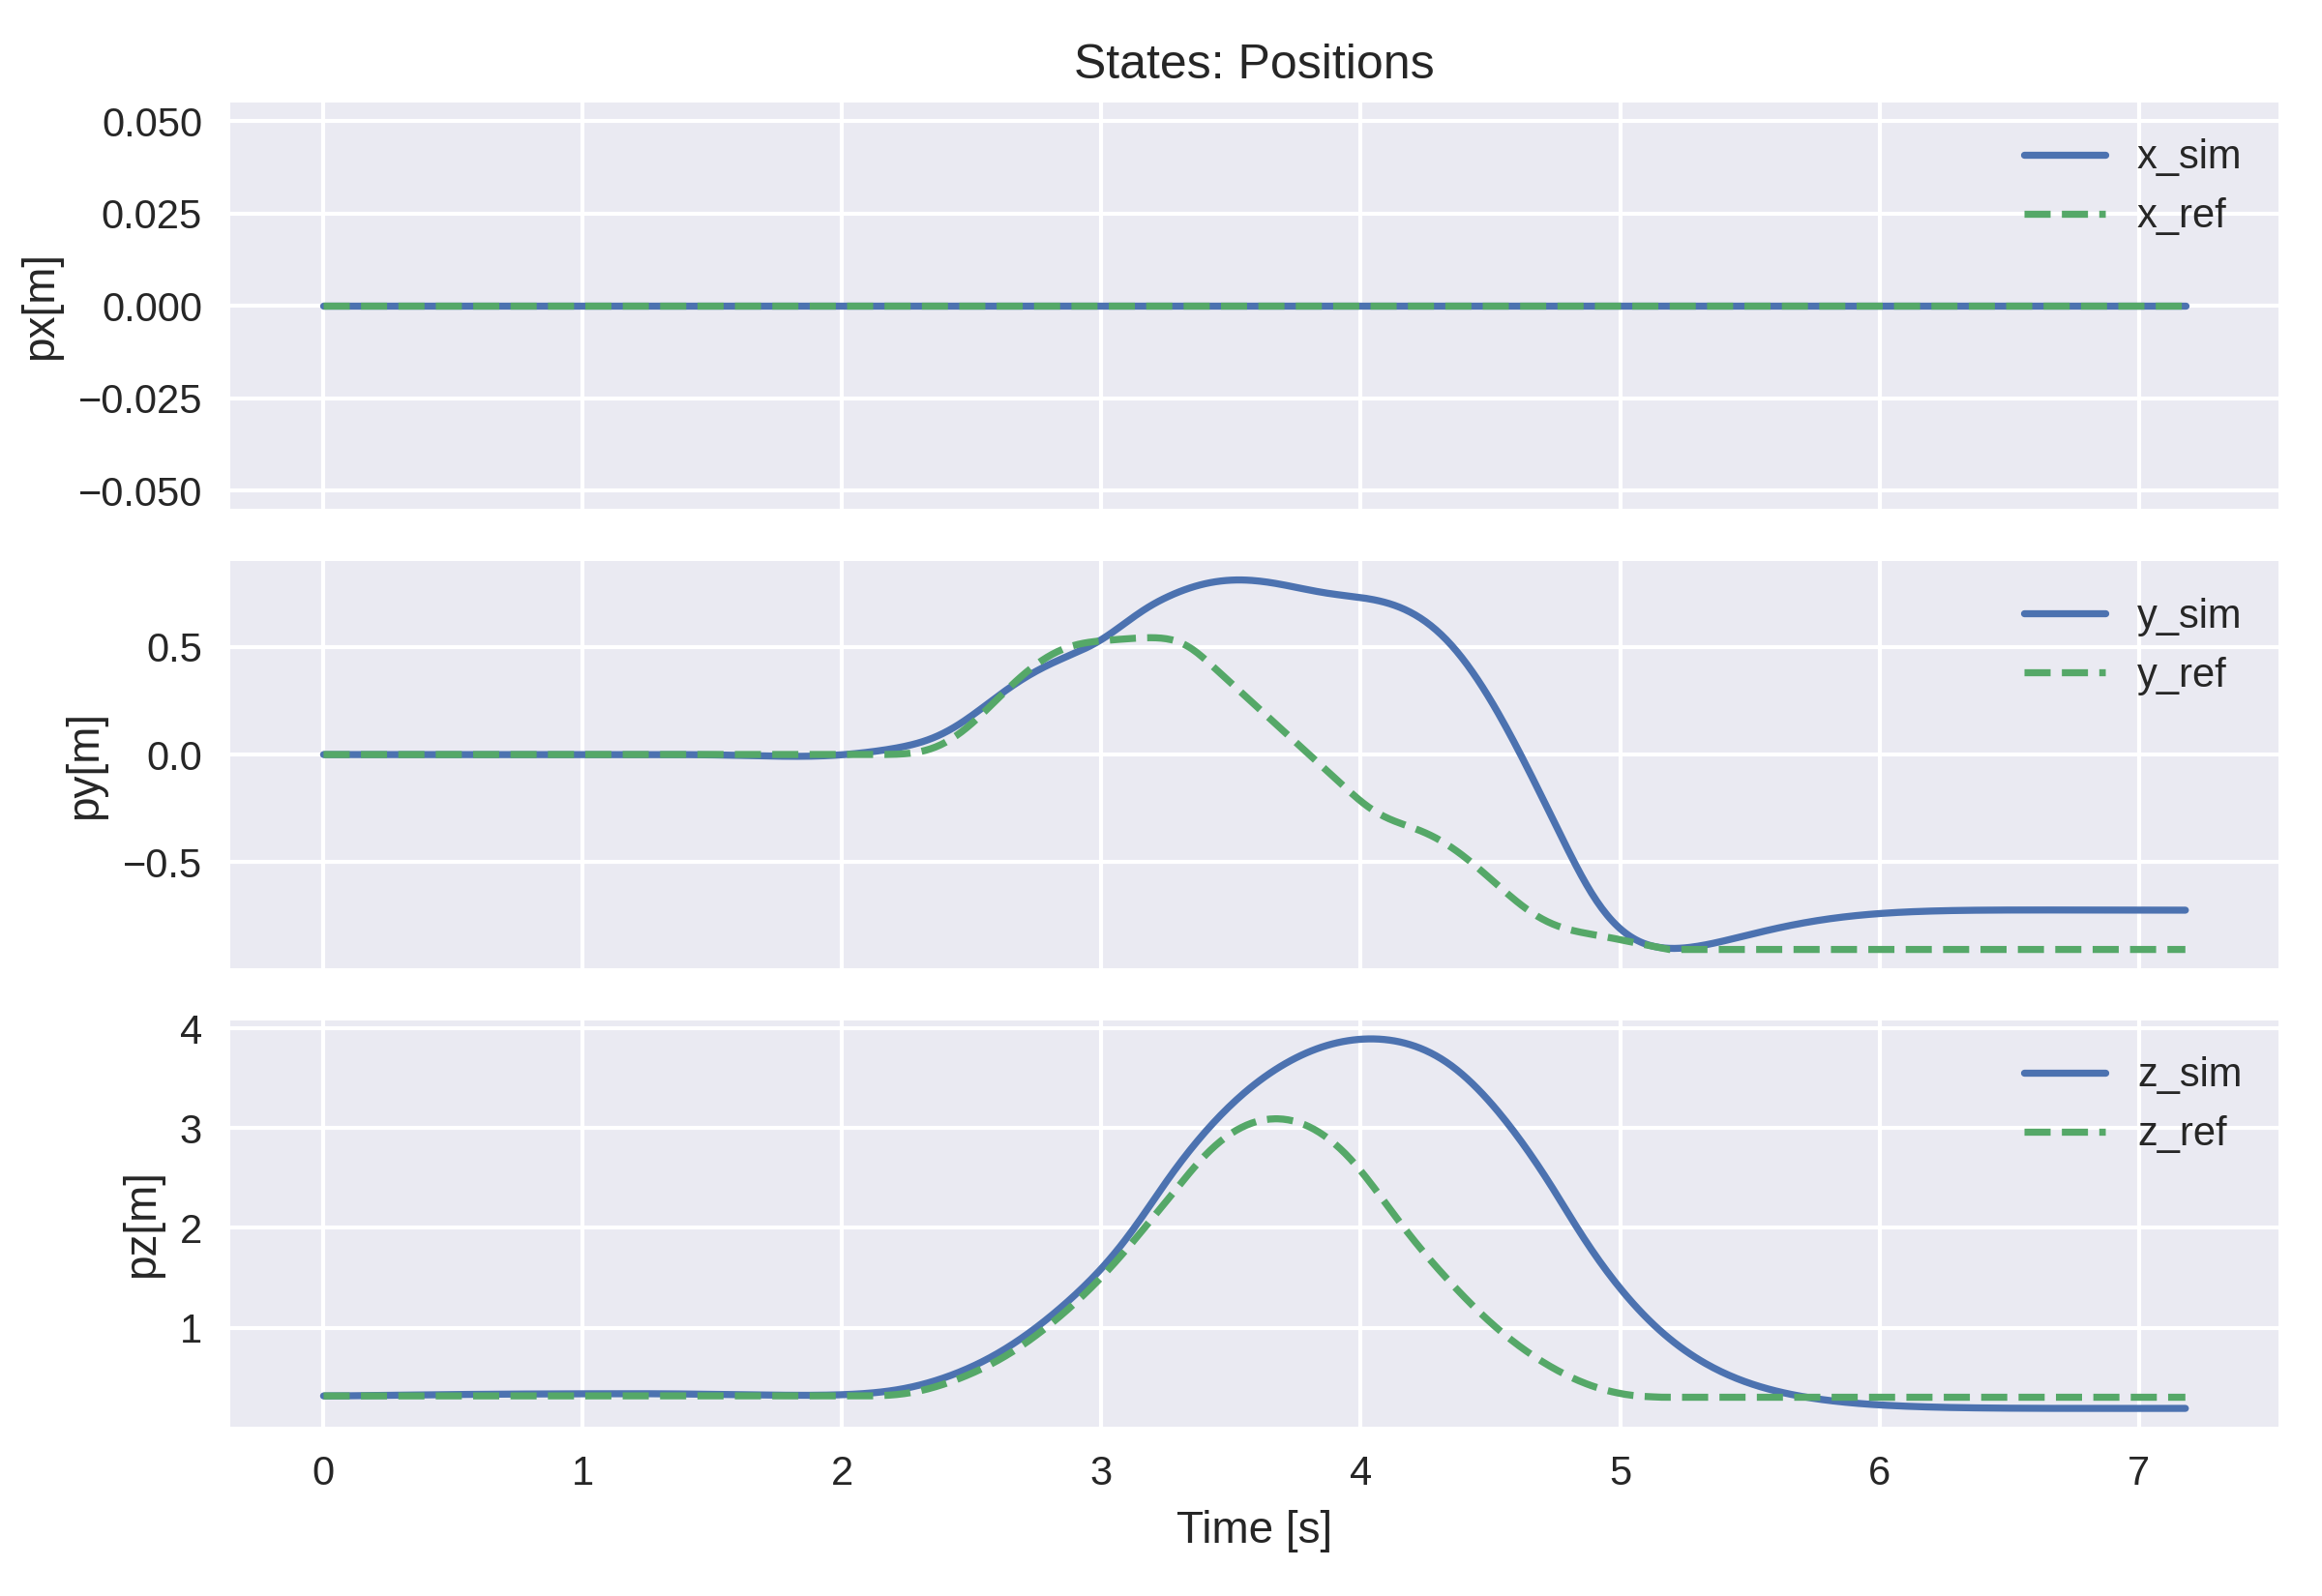 States: Positions
px[m]
0.050
0.025
0.000
−0.025
−0.050
x_sim
x_ref
py[m]
0.5
0.0
−0.5
y_sim
y_ref
pz[m]
4
3
2
1
z_sim
z_ref
0 1 2 3 4 5 6 7
Time [s]